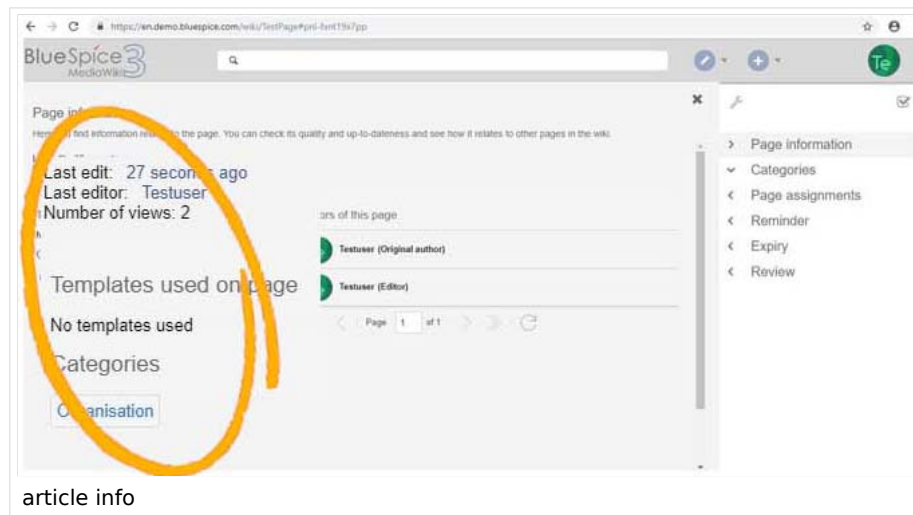 https://en.demo.bluespice.com/wiki/TestPage#
BlueSpice 3
MediaWiki
Te
Page
find information to the page. You can check its quality and up-to-dateness and see how it relates to other pages in the wiki.
Last edit: 27 seconds ago
Last editor: Testuser
Number of views: 2
ors of this page
Testuser (Original author)
Testuser (Editor)
Templates used on page
No templates used
Page 1 of 1
Categories
Organisation
Page information
Categories
Page assignments
Reminder
Expiry
Review
article info